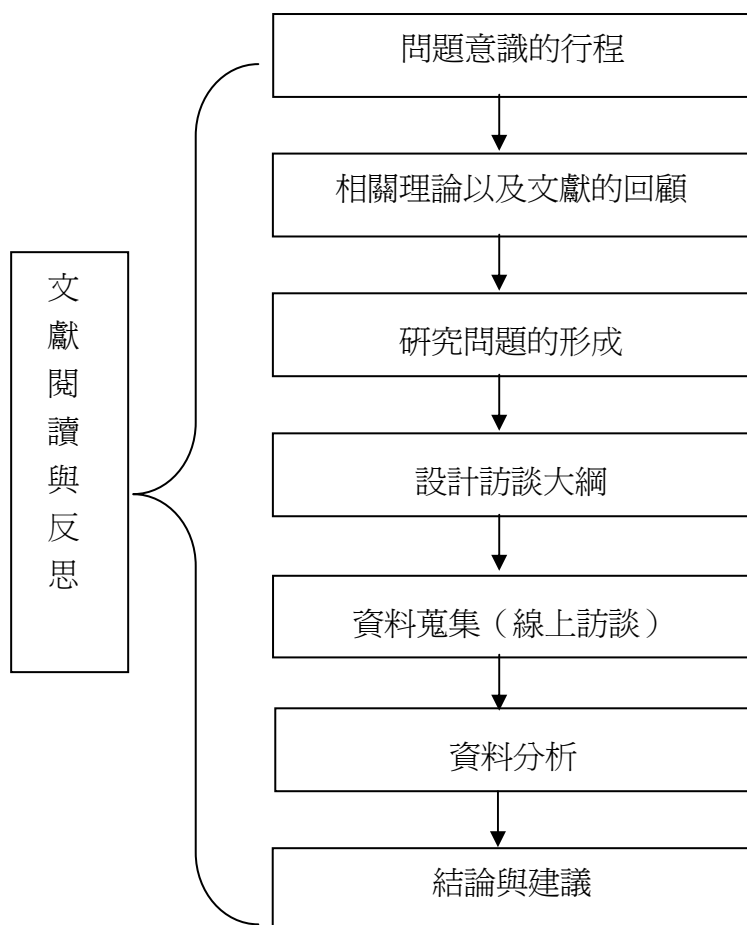 問題意識的行程
相關理論以及文獻的回顧
研究問題的形成
設計訪談大綱
資料蒐集（線上訪談）
資料分析
結論與建議
文獻閱讀與反思